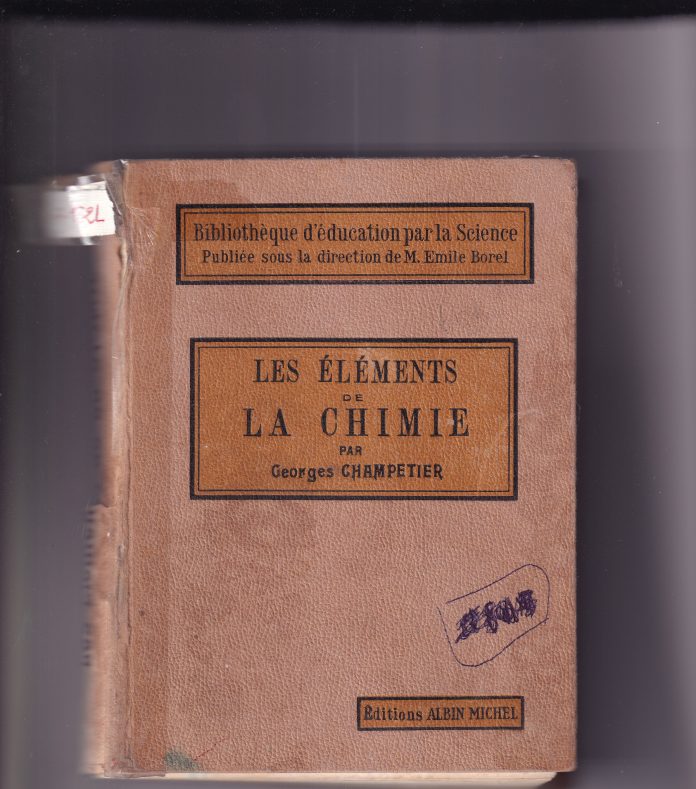 Bibliothèque d'éducation par la Science
Publiée sous la direction de M. Emile Borel
LES ÉLÉMENTS
DE
LA CHIMIE
PAR
Georges CHAMPETIER
Editions ALBIN MICHEL